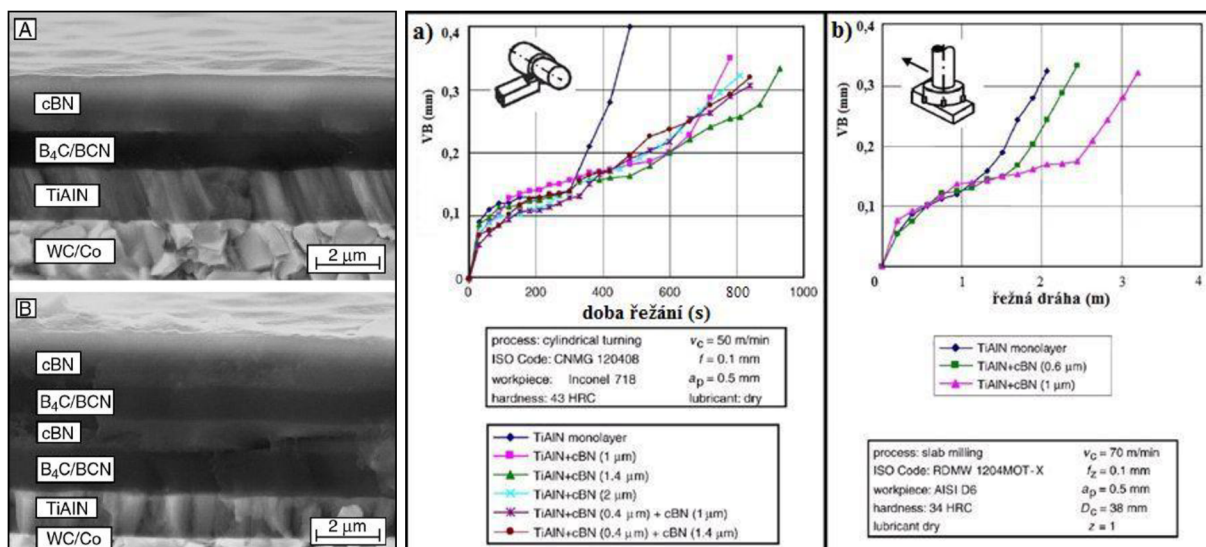 A
cBN
B₄C/BCN
TiAlN
WC/Co
2 µm
B
cBN
B₄C/BCN
cBN
B₄C/BCN
TiAlN
WC/Co
2 µm
a)
0,4
0,3
0,2
0,1
0
VB (mm)
0 200 400 600 800 1000
doba řežání (s)
process: cylindrical turning vc = 50 m/min
ISO Code: CNMG 120408 f = 0.1 mm
workpiece: Inconel 718 ap = 0.5 mm
hardness: 43 HRC lubricant: dry
TiAlN monolayer
TiAlN+cBN (1 µm)
TiAlN+cBN (1.4 µm)
TiAlN+cBN (2 µm)
TiAlN+cBN (0.4 µm) + cBN (1 µm)
TiAlN+cBN (0.4 µm) + cBN (1.4 µm)
b)
0,4
0,3
0,2
0,1
0
VB (mm)
0 1 2 3 4
řežná dráha (m)
TiAlN monolayer
TiAlN+cBN (0.6 µm)
TiAlN+cBN (1 µm)
process: slab milling vc = 70 m/min
ISO Code: RDMW 1204MOT-X fz = 0.1 mm
workpiece: AISI D6 ap = 0.5 mm
hardness: 34 HRC Dc = 38 mm
lubricant dry z = 1